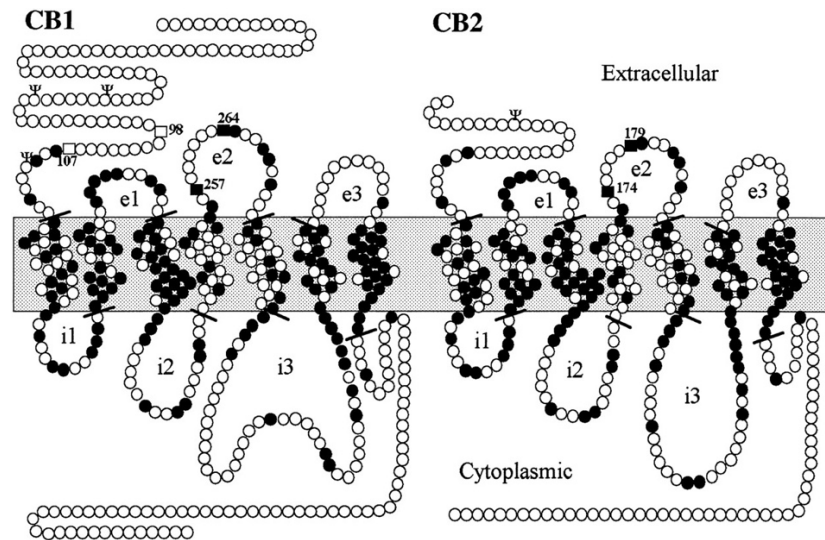 CB1
CB2
Extracellular
Ψ Ψ
Ψ
98
264
179
Ψ
107
e2
e2
257
174
e1
e3
e1
e3
i1
i2
i3
i1
i2
i3
Cytoplasmic